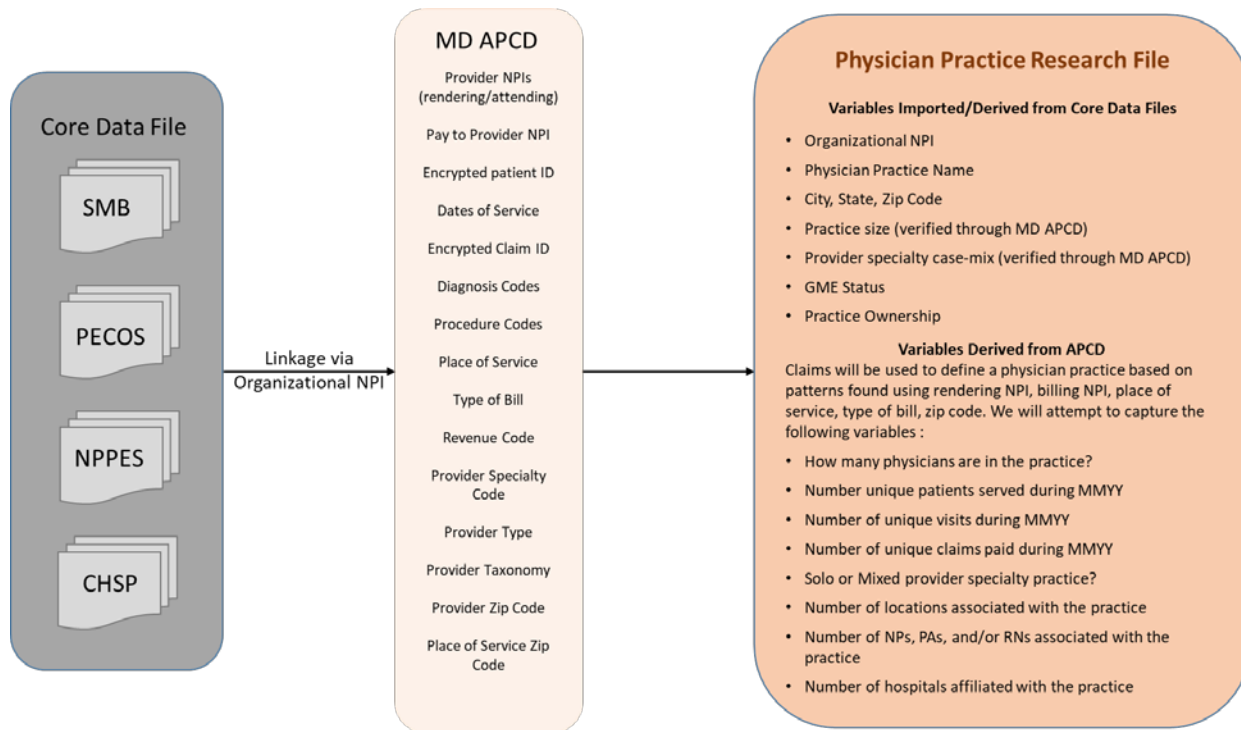 Core Data File
SMB
PECOS
NPPES
CHSP
Linkage via
Organizational NPI
MD APCD
Provider NPIs
(rendering/attending)
Pay to Provider NPI
Encrypted patient ID
Dates of Service
Encrypted Claim ID
Diagnosis Codes
Procedure Codes
Place of Service
Type of Bill
Revenue Code
Provider Specialty
Code
Provider Type
Provider Taxonomy
Provider Zip Code
Place of Service Zip
Code
Physician Practice Research File
Variables Imported/Derived from Core Data Files
• Organizational NPI
• Physician Practice Name
• City, State, Zip Code
• Practice size (verified through MD APCD)
• Provider specialty case-mix (verified through MD APCD)
• GME Status
• Practice Ownership
Variables Derived from APCD
Claims will be used to define a physician practice based on
patterns found using rendering NPI, billing NPI, place of
service, type of bill, zip code. We will attempt to capture the
following variables :
• How many physicians are in the practice?
• Number unique patients served during MMYY
• Number of unique visits during MMYY
• Number of unique claims paid during MMYY
• Solo or Mixed provider specialty practice?
• Number of locations associated with the practice
• Number of NPs, PAs, and/or RNs associated with the
practice
• Number of hospitals affiliated with the practice